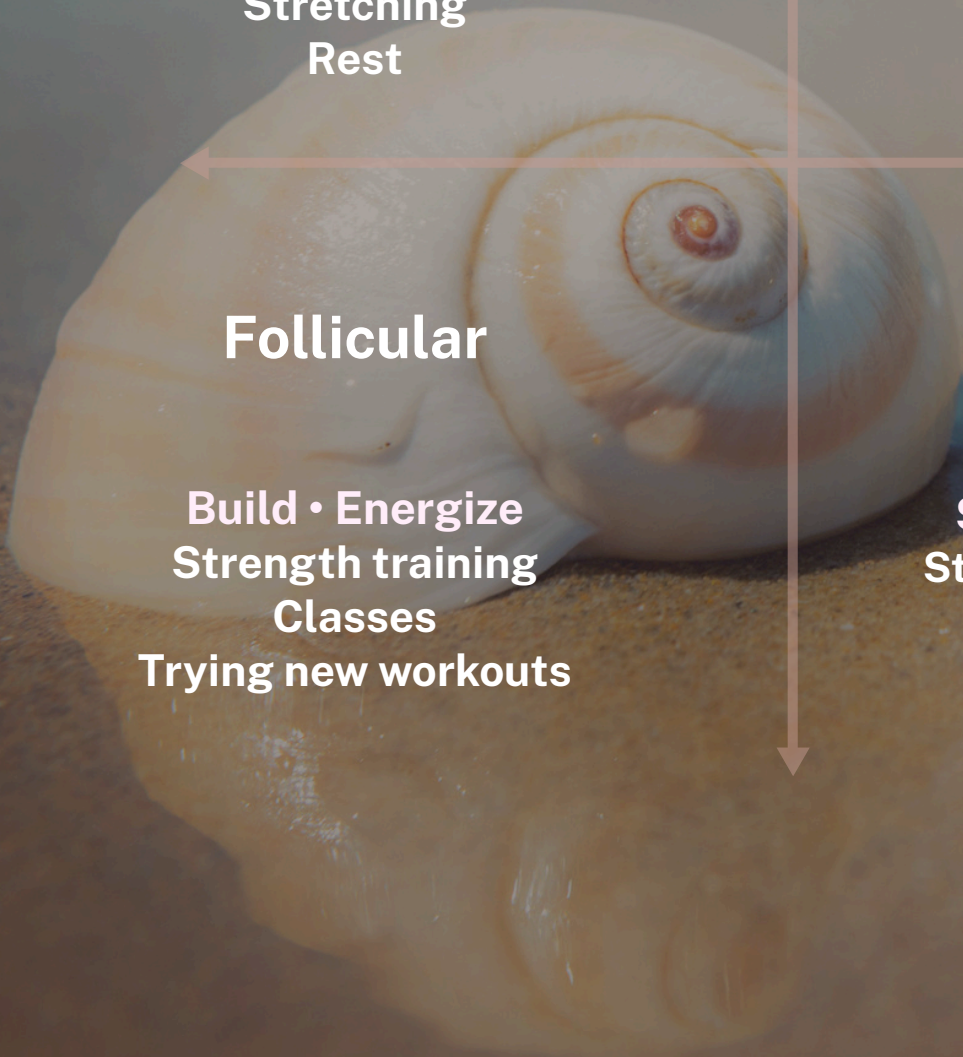 Stretching
Rest
Follicular
Build • Energize
Strength training
Classes
Trying new workouts